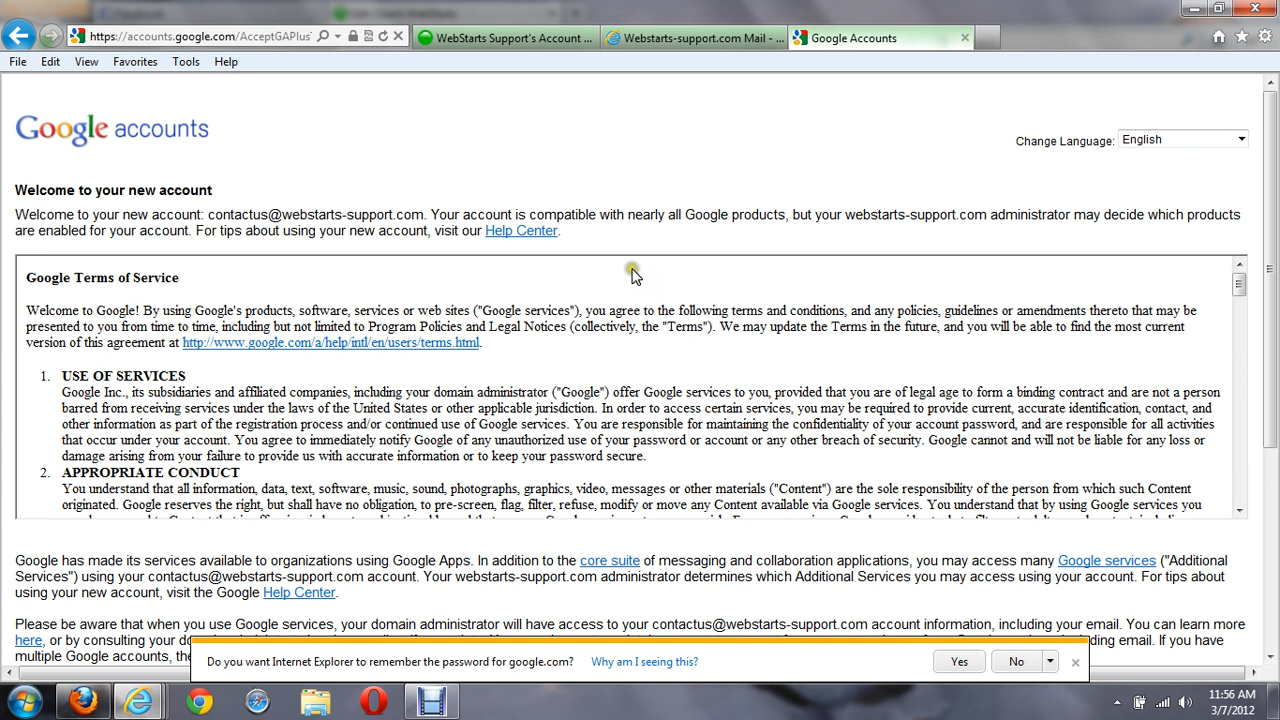 https://accounts.google.com/AcceptGAPlus
WebStarts Support's Account ...
Webstarts-support.com Mail - ...
Google Accounts
File Edit View Favorites Tools Help
Google accounts
Change Language: English
Welcome to your new account
Welcome to your new account: contactus@webstarts-support.com. Your account is compatible with nearly all Google products, but your webstarts-support.com administrator may decide which products
are enabled for your account. For tips about using your new account, visit our Help Center.
Google Terms of Service
Welcome to Google! By using Google's products, software, services or web sites ("Google services"), you agree to the following terms and conditions, and any policies, guidelines or amendments thereto that may be
presented to you from time to time, including but not limited to Program Policies and Legal Notices (collectively, the "Terms"). We may update the Terms in the future, and you will be able to find the most current
version of this agreement at http://www.google.com/a/help/intl/en/users/terms.html.
1. USE OF SERVICES
Google Inc., its subsidiaries and affiliated companies, including your domain administrator ("Google") offer Google services to you, provided that you are of legal age to form a binding contract and are not a person
barred from receiving services under the laws of the United States or other applicable jurisdiction. In order to access certain services, you may be required to provide current, accurate identification, contact, and
other information as part of the registration process and/or continued use of Google services. You are responsible for maintaining the confidentiality of your account password, and are responsible for all activities
that occur under your account. You agree to immediately notify Google of any unauthorized use of your password or account or any other breach of security. Google cannot and will not be liable for any loss or
damage arising from your failure to provide us with accurate information or to keep your password secure.
2. APPROPRIATE CONDUCT
You understand that all information, data, text, software, music, sound, photographs, graphics, video, messages or other materials ("Content") are the sole responsibility of the person from which such Content
originated. Google reserves the right, but shall have no obligation, to pre-screen, flag, filter, refuse, modify or move any Content available via Google services. You understand that by using Google services you
Google has made its services available to organizations using Google Apps. In addition to the core suite of messaging and collaboration applications, you may access many Google services ("Additional
Services") using your contactus@webstarts-support.com account. Your webstarts-support.com administrator determines which Additional Services you may access using your account. For tips about
using your new account, visit the Google Help Center.
Please be aware that when you use Google services, your domain administrator will have access to your contactus@webstarts-support.com account information, including your email. You can learn more
here, or by consulting your including email. If you have
multiple Google accounts,
Do you want Internet Explorer to remember the password for google.com? Why am I seeing this? Yes No
11:56 AM
3/7/2012